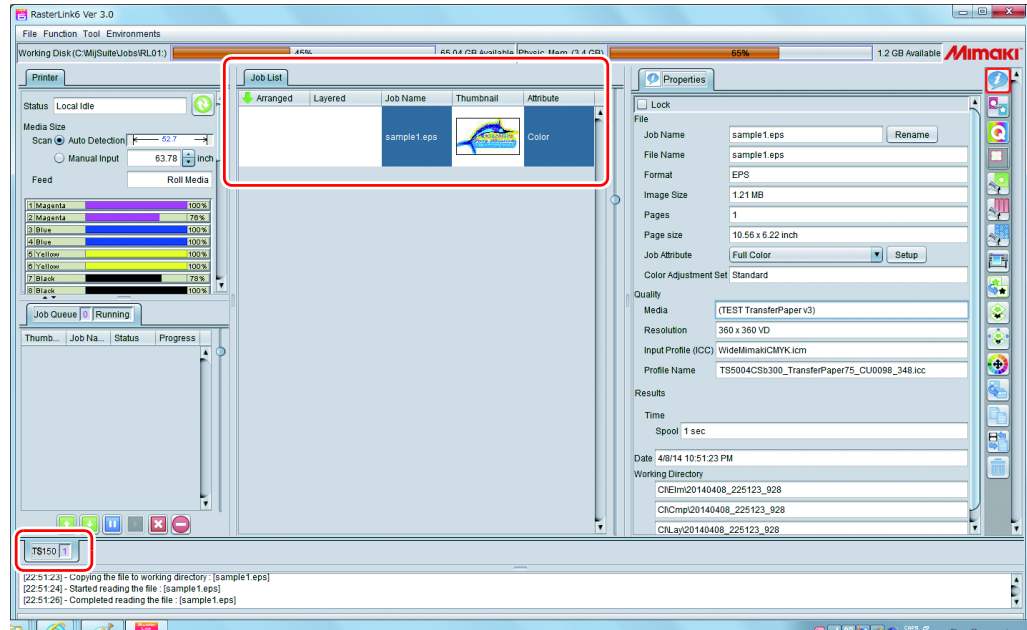 RasterLink6 Ver 3.0
File Function Tool Environments
Working Disk (C:\MijSuite\Jobs\RL01:) 45% 65.04 GB Available Physic. Mem. (3.4 GB) 65% 1.2 GB Available Mimaki
Printer
Status Local Idle
Media Size
Scan Auto Detection 62.7
Manual Input 63.78 inch
Feed Roll Media
1 Magenta 100%
2 Magenta 76%
3 Blue 100%
4 Blue 100%
5 Yellow 100%
6 Yellow 100%
7 Black 78%
8 Black 100%
Job Queue 0 Running
Thumb... Job Na... Status Progress
TS150 1
Job List
Arranged Layered Job Name Thumbnail Attribute
sample1.eps Color
Properties
Lock
File
Job Name sample1.eps Rename
File Name sample1.eps
Format EPS
Image Size 1.21 MB
Pages 1
Page size 10.56 x 6.22 inch
Job Attribute Full Color Setup
Color Adjustment Set Standard
Quality
Media (TEST TransferPaper v3)
Resolution 360 x 360 VD
Input Profile (ICC) WideMimakiCMYK.icm
Profile Name TS5004CSb300_TransferPaper75_CU0098_348.icc
Results
Time
Spool 1 sec
Date 4/8/14 10:51:23 PM
Working Directory
C\\Elm\20140408_225123_928
C\\Cmp\20140408_225123_928
C\\Lay\20140408_225123_928
[22:51:23] - Copying the file to working directory : [sample1.eps]
[22:51:24] - Started reading the file : [sample1.eps]
[22:51:26] - Completed reading the file : [sample1.eps]